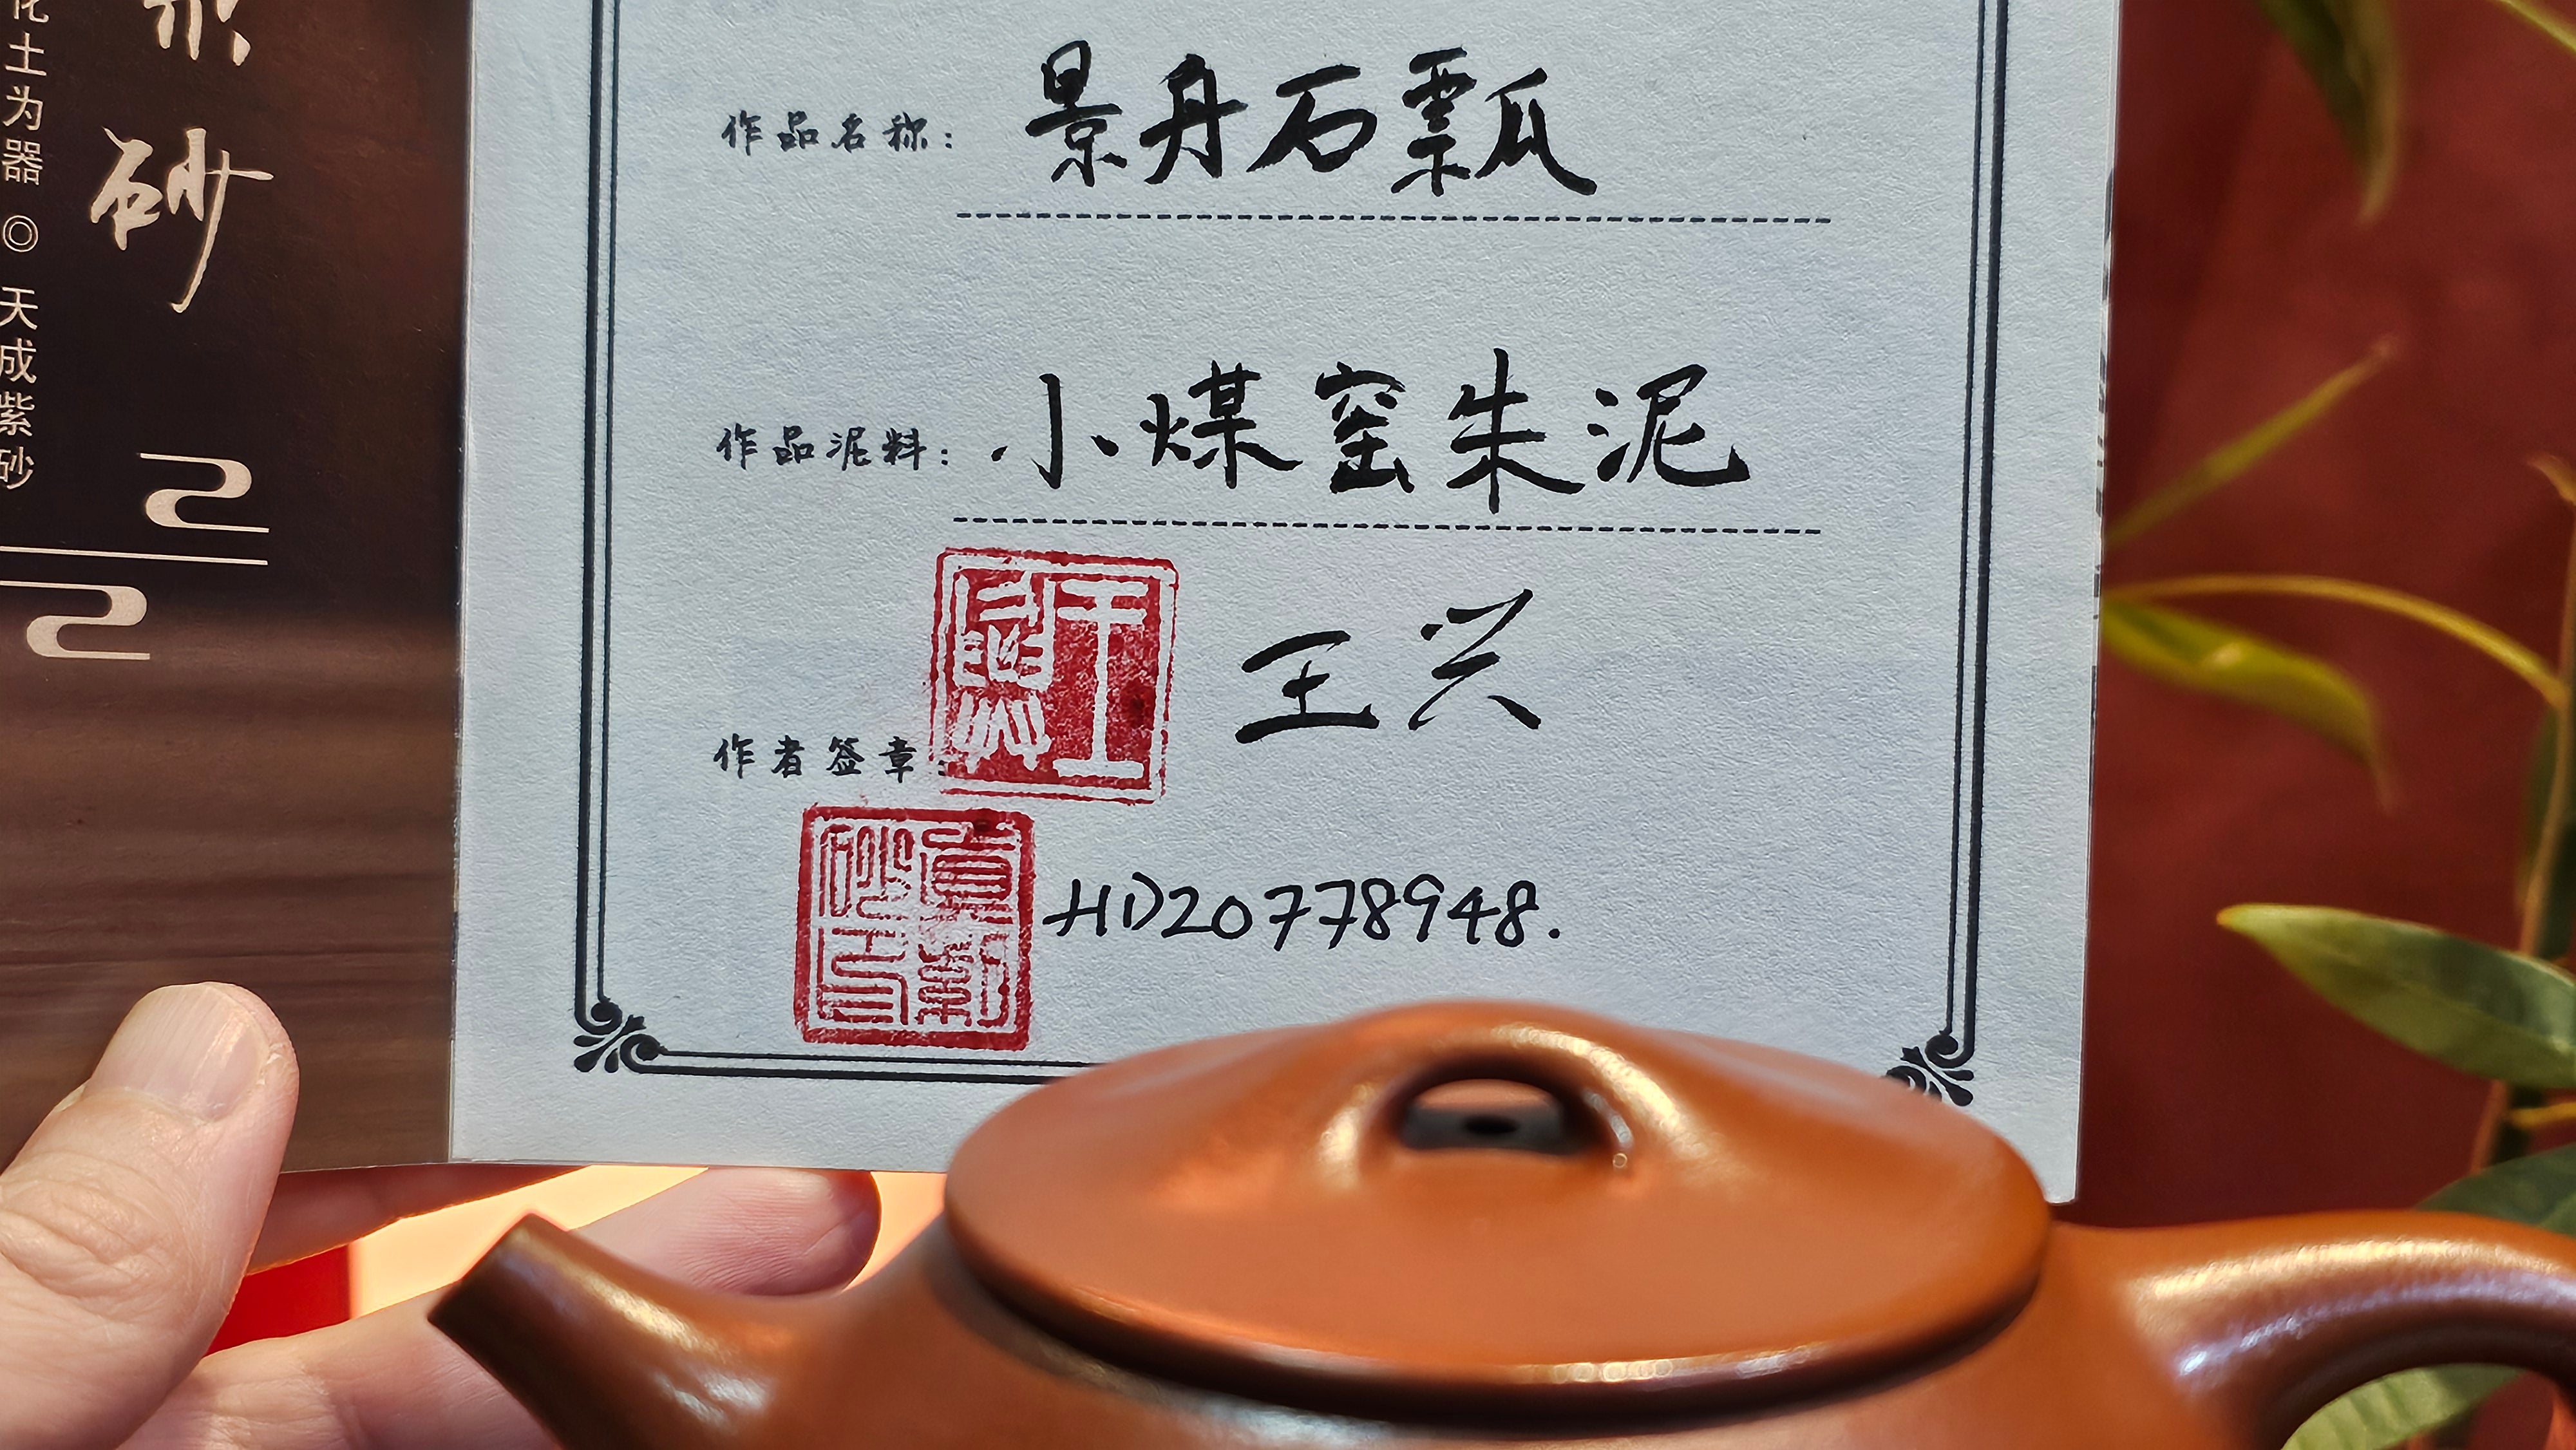 化土为器 ◎ 天成紫砂
砂
作品名称: 景舟石瓢
作品泥料: 小煤窑朱泥
王兴
作者签章:
HD20778948.